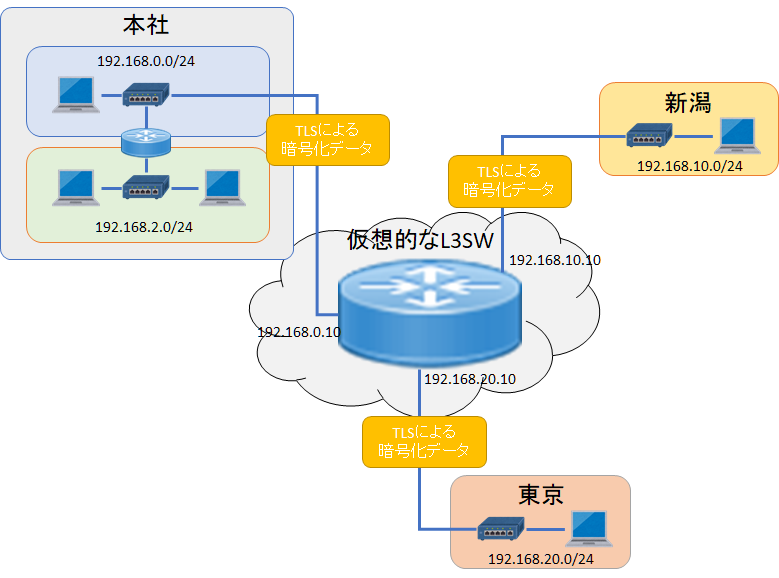 本社
192.168.0.0/24
192.168.2.0/24
TLSによる
暗号化データ
新潟
192.168.10.0/24
TLSによる
暗号化データ
仮想的なL3SW
192.168.10.10
192.168.0.10
192.168.20.10
TLSによる
暗号化データ
東京
192.168.20.0/24